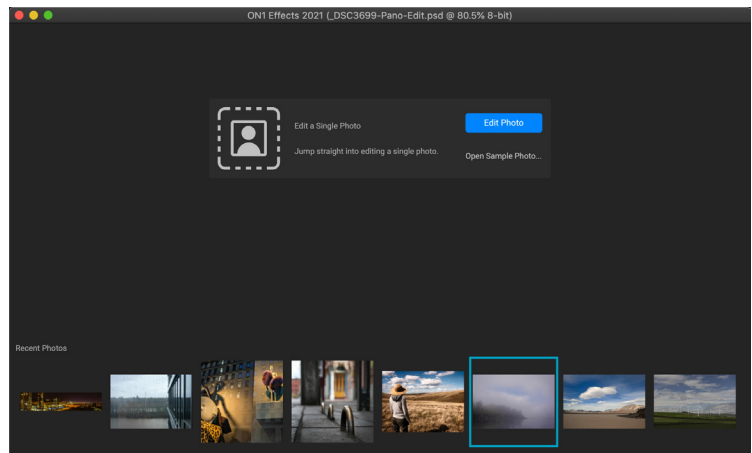 ON1 Effects 2021 (_DSC3699-Pano-Edit.psd @ 80.5% 8-bit)
Edit a Single Photo
Edit Photo
Jump straight into editing a single photo.
Open Sample Photo...
Recent Photos